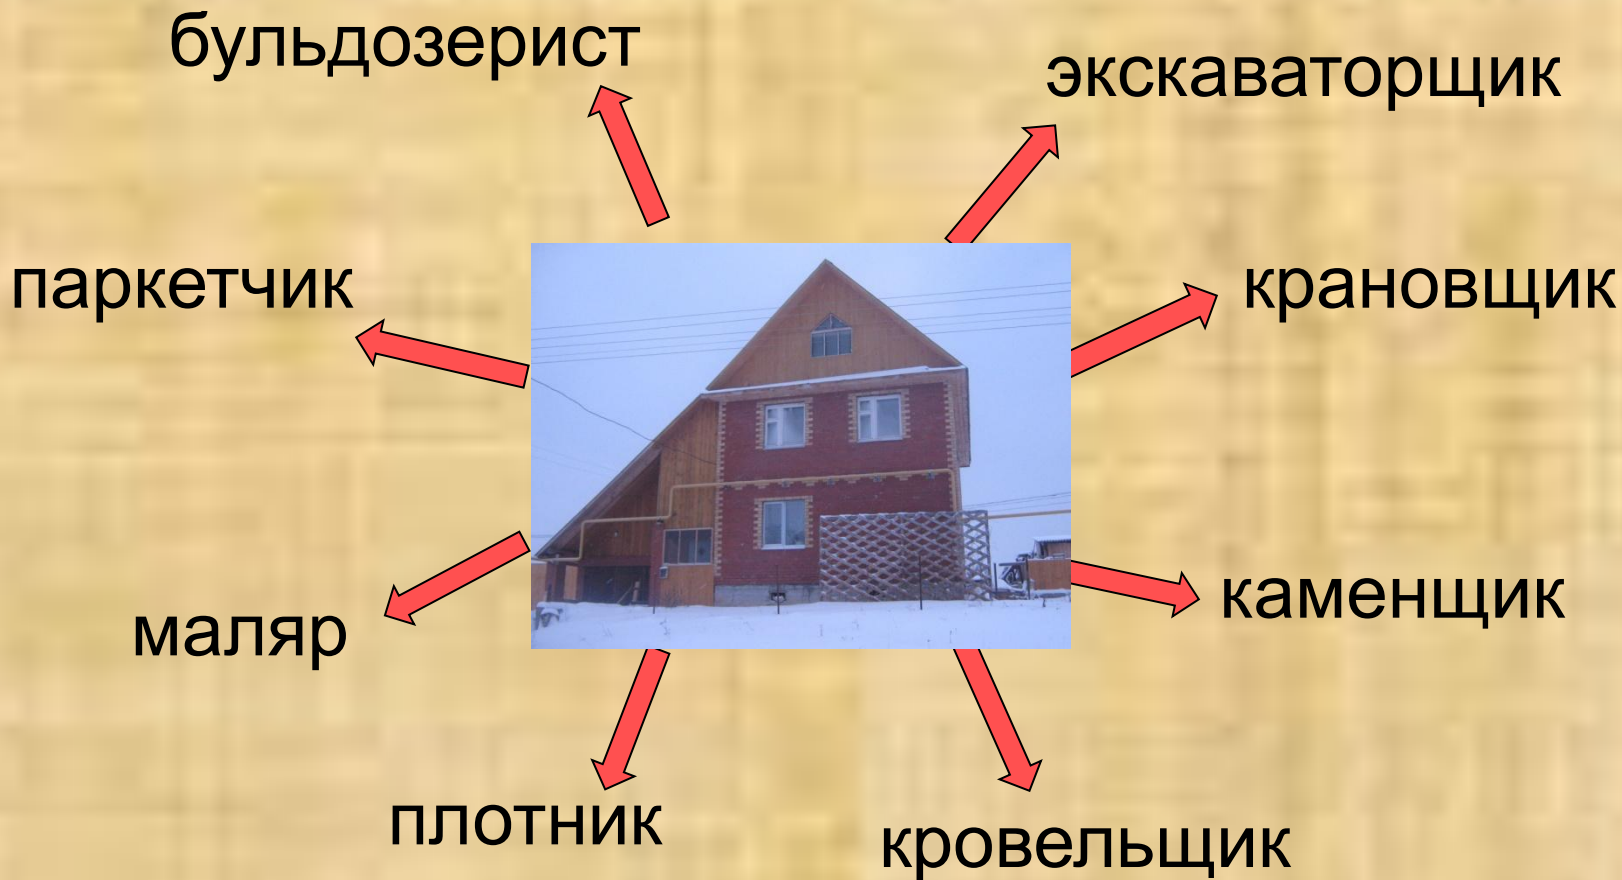 бульдозерист
экскаваторщик
паркетчик
крановщик
маляр
каменщик
плотник
кровельщик